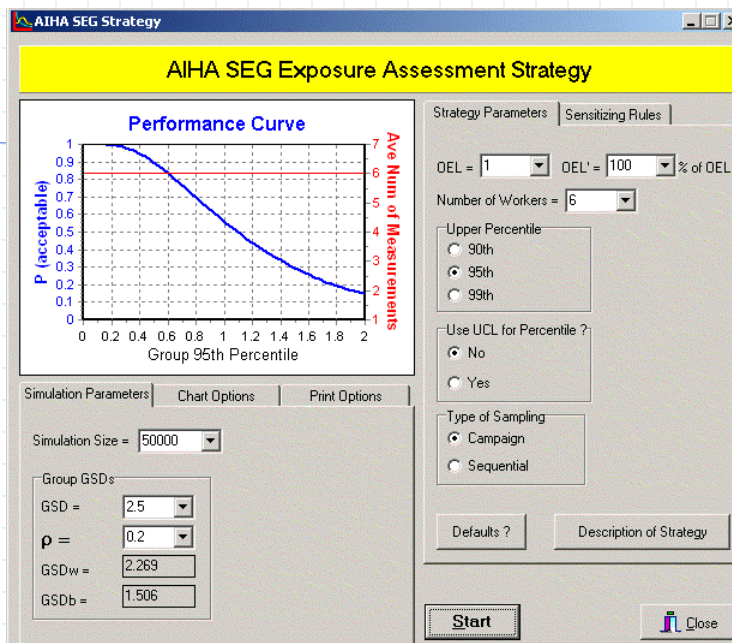 AIHA SEG Strategy
AIHA SEG Exposure Assessment Strategy
Performance Curve
P (acceptable)
1
0.9
0.8
0.7
0.6
0.5
0.4
0.3
0.2
0.1
0
7
6
5
4
3
2
1
Ave Num of Measurements
0 0.2 0.4 0.6 0.8 1 1.2 1.4 1.6 1.8 2
Group 95th Percentile
Simulation Parameters Chart Options Print Options
Simulation Size = 50000
Group GSDs
GSD = 2.5
ρ = 0.2
GSDw = 2.269
GSDb = 1.506
Strategy Parameters Sensitizing Rules
OEL = 1 OEL' = 100 % of OEL
Number of Workers = 6
Upper Percentile
90th
95th
99th
Use UCL for Percentile ?
No
Yes
Type of Sampling
Campaign
Sequential
Defaults ? Description of Strategy
Start Close